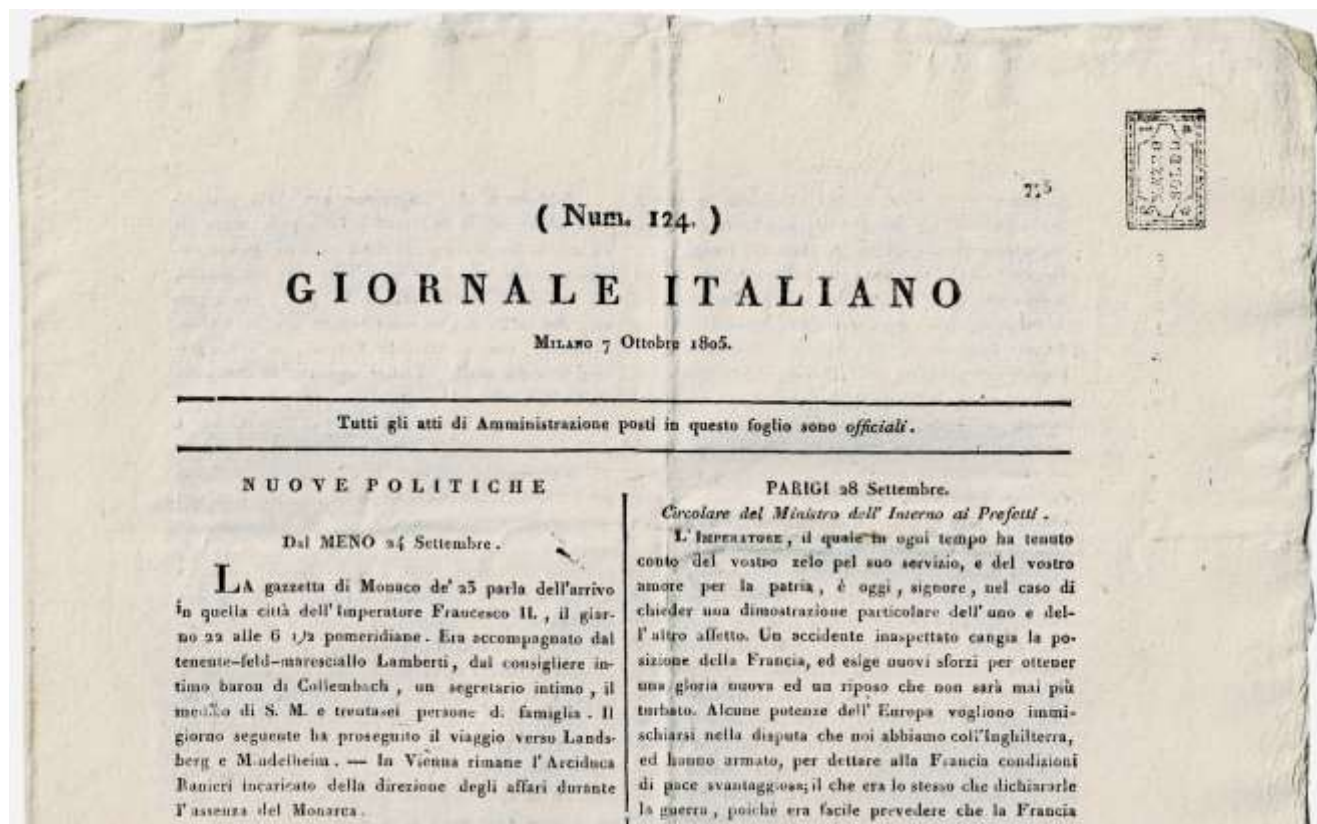 MEZZO
SOLDO
( Num. 124. )
GIORNALE ITALIANO
MILANO 7 Ottobre 1805.
Tutti gli atti di Amministrazione posti in questo foglio sono officiali.
NUOVE POLITICHE
Dal MENO 24 Settembre.
LA gazzetta di Monaco de' 23 parla dell'arrivo
in quella città dell'Imperatore Francesco II., il gior-
no 22 alle 6 1/2 pomeridiane. Era accompagnato dal
tenente-feld-maresciallo Lamberti, dal consigliere in-
timo baron di Collembach, un segretario intimo, il
medico di S. M. e trentasei persone di famiglia. Il
giorno seguente ha proseguito il viaggio verso Lands-
berg e Mindelheim. — In Vienna rimane l'Arciduca
Ranieri incaricato della direzione degli affari durante
l'assenza del Monarca.
PARIGI 28 Settembre.
Circolare del Ministro dell' Interno ai Prefetti.
L'IMPERATORE, il quale in ogni tempo ha tenuto
conto del vostro zelo pel suo servizio, e del vostro
amore per la patria, è oggi, signore, nel caso di
chieder una dimostrazione particolare dell' uno e del-
l'altro affetto. Un accidente inaspettato cangia la po-
sizione della Francia, ed esige nuovi sforzi per ottener
una gloria nuova ed un riposo che non sarà mai più
turbato. Alcune potenze dell' Europa vogliono immi-
schiarsi nella disputa che noi abbiamo coll'Inghilterra,
ed hanno armato, per dettare alla Francia condizioni
di pace svantaggiosa; il che era lo stesso che dichiararle
la guerra, poichè era facile prevedere che la Francia